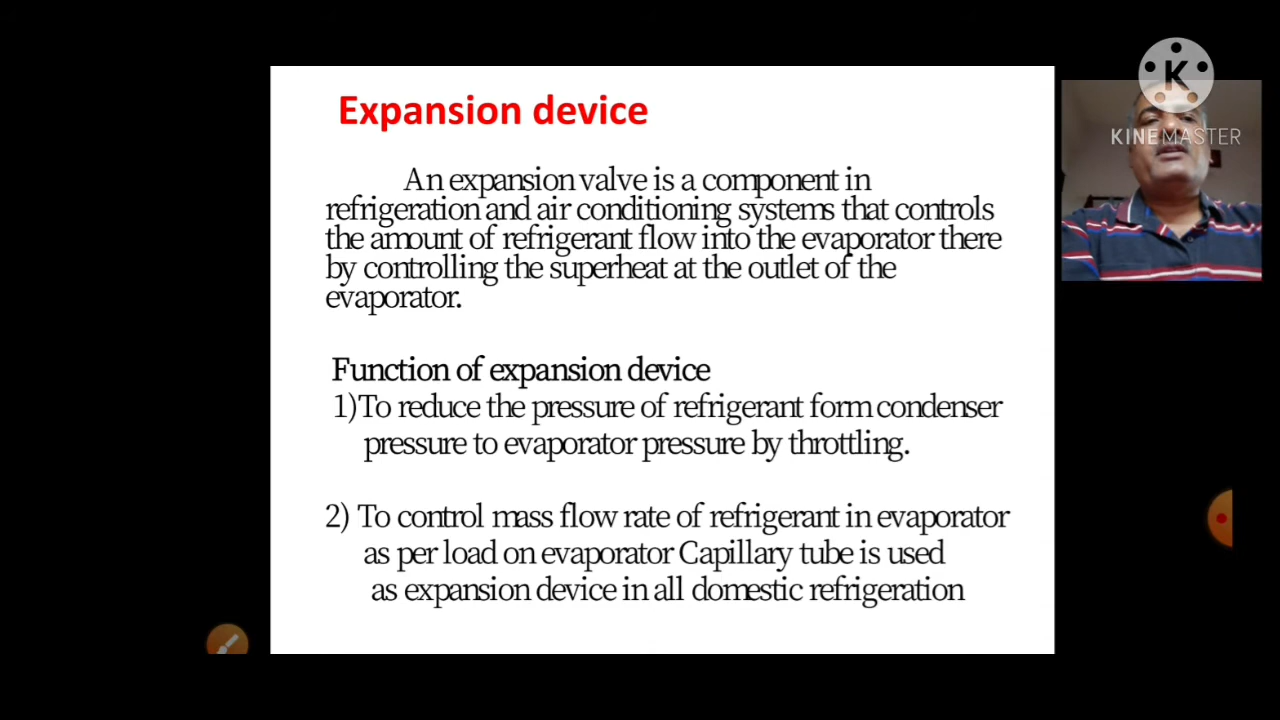 Expansion device
An expansion valve is a component in
refrigeration and air conditioning systems that controls
the amount of refrigerant flow into the evaporator there
by controlling the superheat at the outlet of the
evaporator.
Function of expansion device
1)To reduce the pressure of refrigerant form condenser
pressure to evaporator pressure by throttling.
2) To control mass flow rate of refrigerant in evaporator
as per load on evaporator Capillary tube is used
as expansion device in all domestic refrigeration
K
KINEMASTER